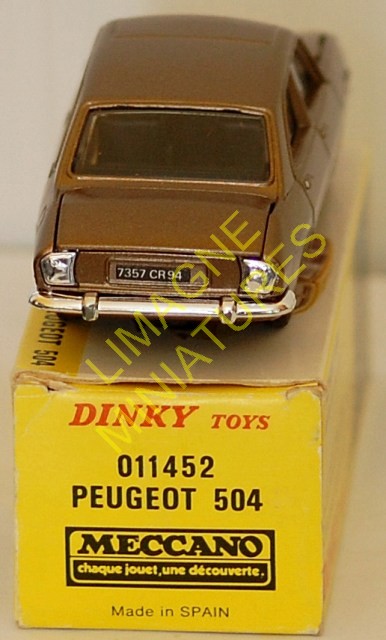 7357 CR 94
LIMAGNE
MINIATURES
PEUGEOT 504
DINKY TOYS
011452
PEUGEOT 504
MECCANO
chaque jouet, une découverte.
Made in SPAIN